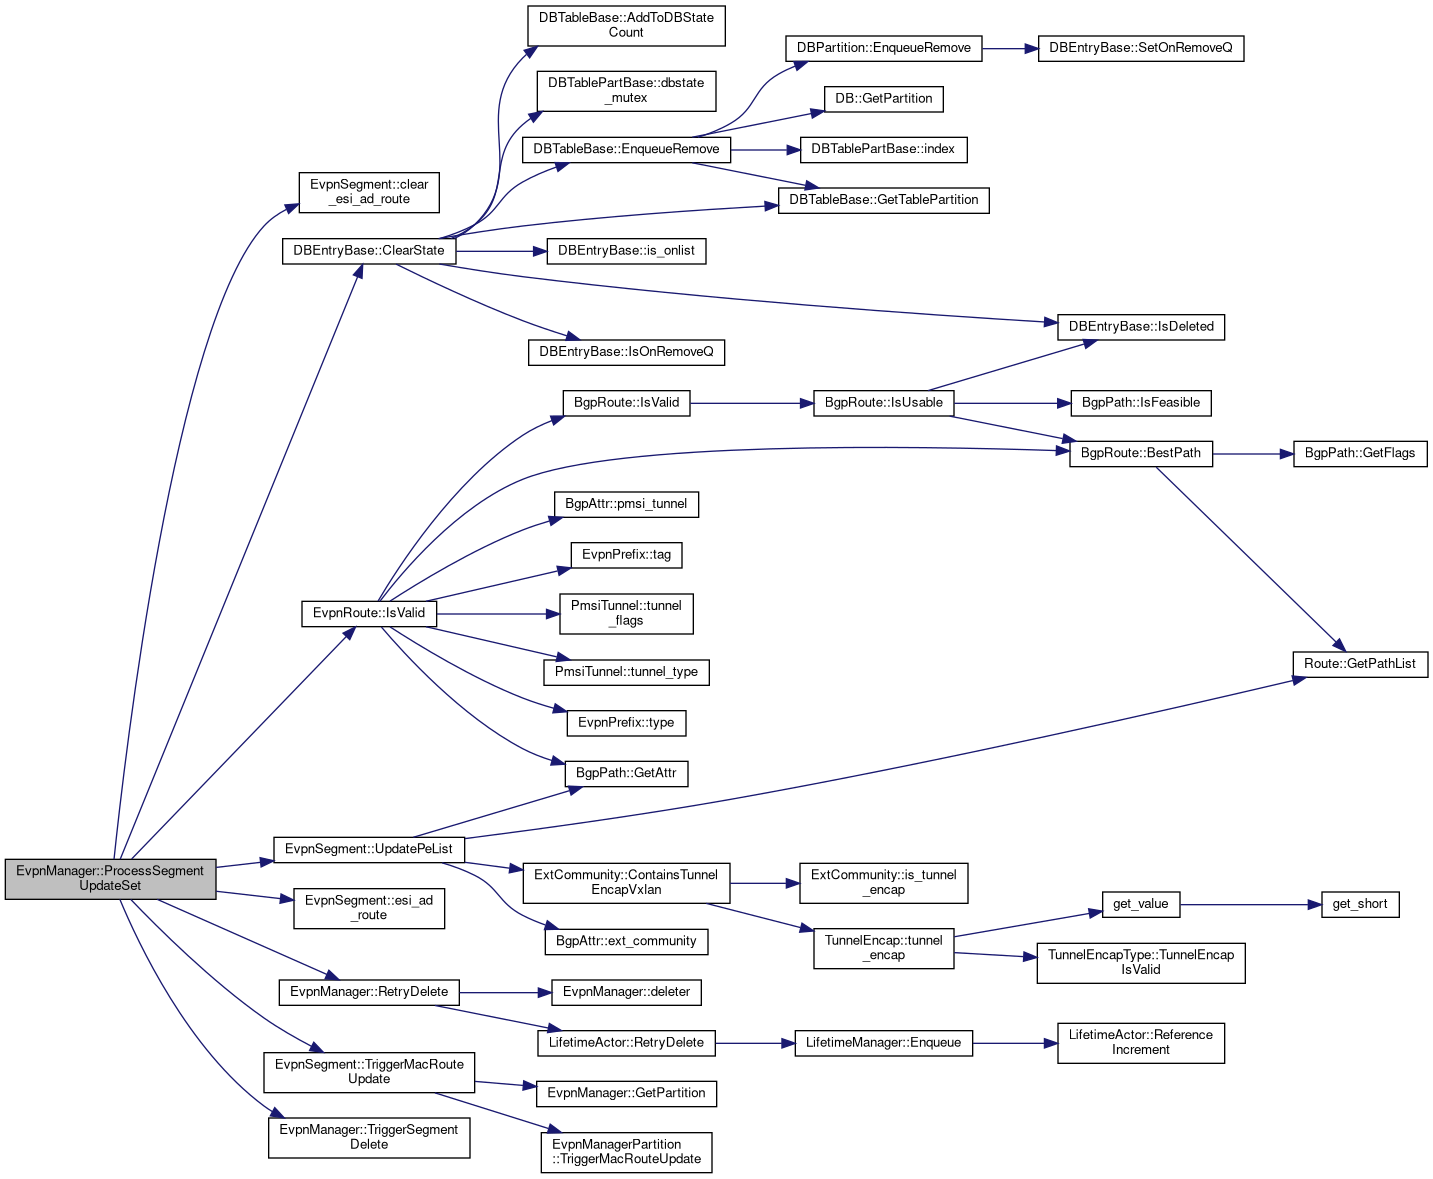 DBTableBase::AddToDBState
Count
DBPartition::EnqueueRemove
DBEntryBase::SetOnRemoveQ
DBTablePartBase::dbstate
_mutex
DB::GetPartition
DBTableBase::EnqueueRemove
DBTablePartBase::index
EvpnSegment::clear
_esi_ad_route
DBTableBase::GetTablePartition
DBEntryBase::ClearState
DBEntryBase::is_onlist
DBEntryBase::IsDeleted
DBEntryBase::IsOnRemoveQ
BgpRoute::IsValid
BgpRoute::IsUsable
BgpPath::IsFeasible
BgpRoute::BestPath
BgpPath::GetFlags
BgpAttr::pmsi_tunnel
EvpnPrefix::tag
EvpnRoute::IsValid
PmsiTunnel::tunnel
_flags
PmsiTunnel::tunnel_type
Route::GetPathList
EvpnPrefix::type
BgpPath::GetAttr
EvpnManager::ProcessSegment
UpdateSet
EvpnSegment::UpdatePeList
ExtCommunity::ContainsTunnel
EncapVxlan
ExtCommunity::is_tunnel
_encap
get_value
get_short
EvpnSegment::esi_ad
_route
BgpAttr::ext_community
TunnelEncap::tunnel
_encap
TunnelEncapType::TunnelEncap
IsValid
EvpnManager::RetryDelete
EvpnManager::deleter
LifetimeActor::RetryDelete
LifetimeManager::Enqueue
LifetimeActor::Reference
Increment
EvpnSegment::TriggerMacRoute
Update
EvpnManager::GetPartition
EvpnManager::TriggerSegment
Delete
EvpnManagerPartition
::TriggerMacRouteUpdate